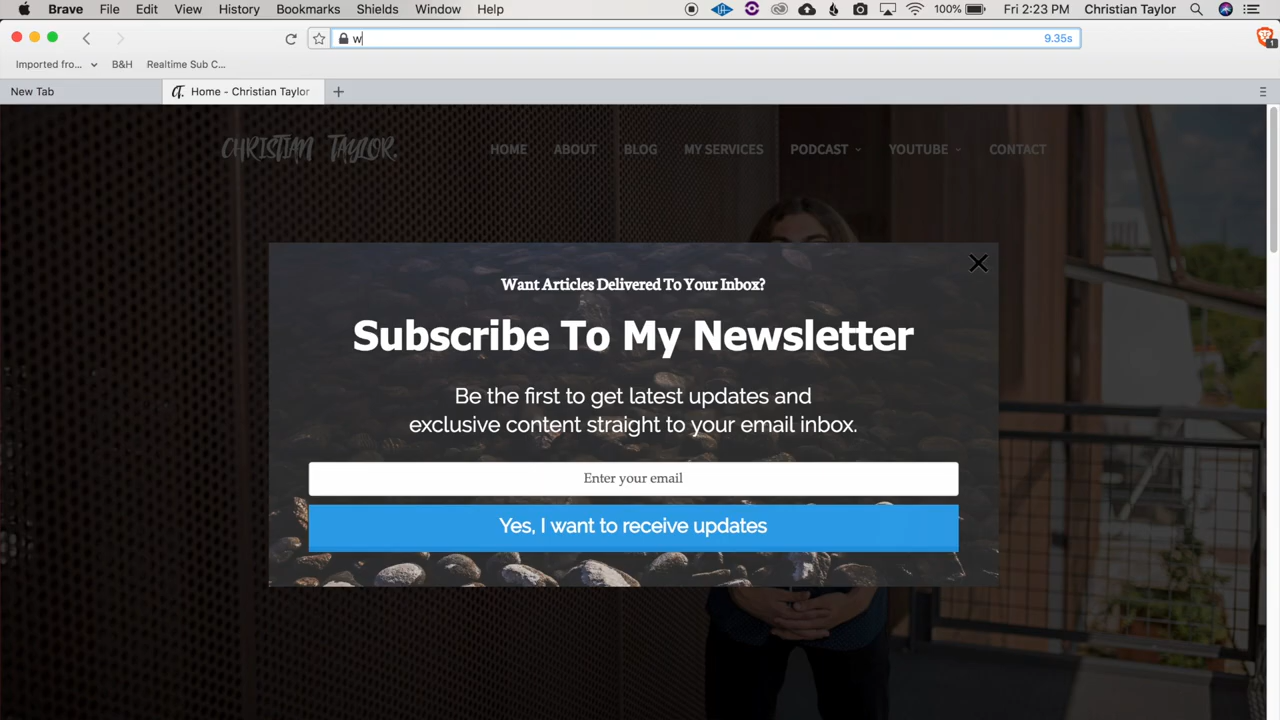 Brave File Edit View History Bookmarks Shields Window Help 100% Fri 2:23 PM Christian Taylor
w 9.35s
1
Imported fro... B&H Realtime Sub C...
New Tab Home - Christian Taylor
CHRISTIAN TAYLOR. HOME ABOUT BLOG MY SERVICES PODCAST YOUTUBE CONTACT
Want Articles Delivered To Your Inbox?
Subscribe To My Newsletter
Be the first to get latest updates and
exclusive content straight to your email inbox.
Enter your email
Yes, I want to receive updates